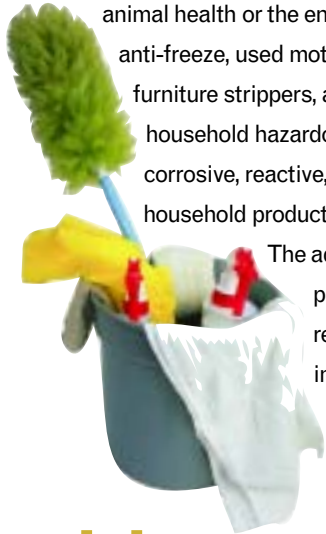 animal health or the en
anti-freeze, used mot
furniture strippers, a
household hazardo
corrosive, reactive,
household product
The ac
p
re
in